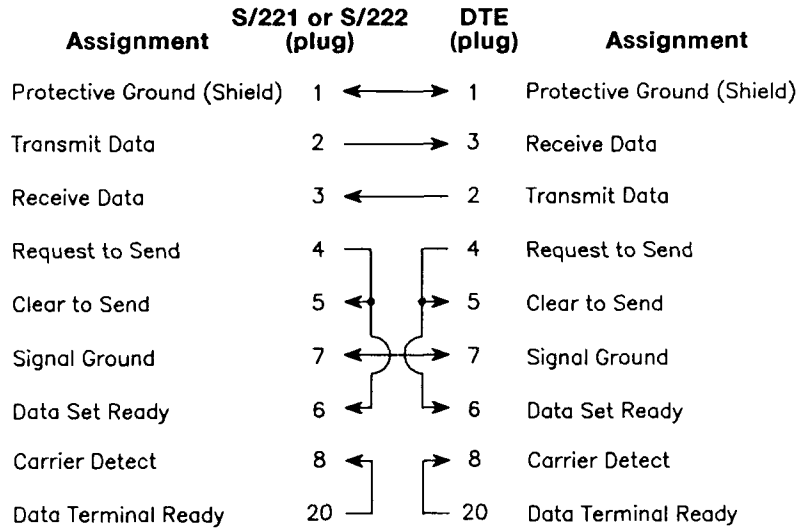 S/221 or S/222 DTE
Assignment (plug) (plug) Assignment
Protective Ground (Shield) 1 1 Protective Ground (Shield)
Transmit Data 2 3 Receive Data
Receive Data 3 2 Transmit Data
Request to Send 4 4 Request to Send
Clear to Send 5 5 Clear to Send
Signal Ground 7 7 Signal Ground
Data Set Ready 6 6 Data Set Ready
Carrier Detect 8 8 Carrier Detect
Data Terminal Ready 20 20 Data Terminal Ready